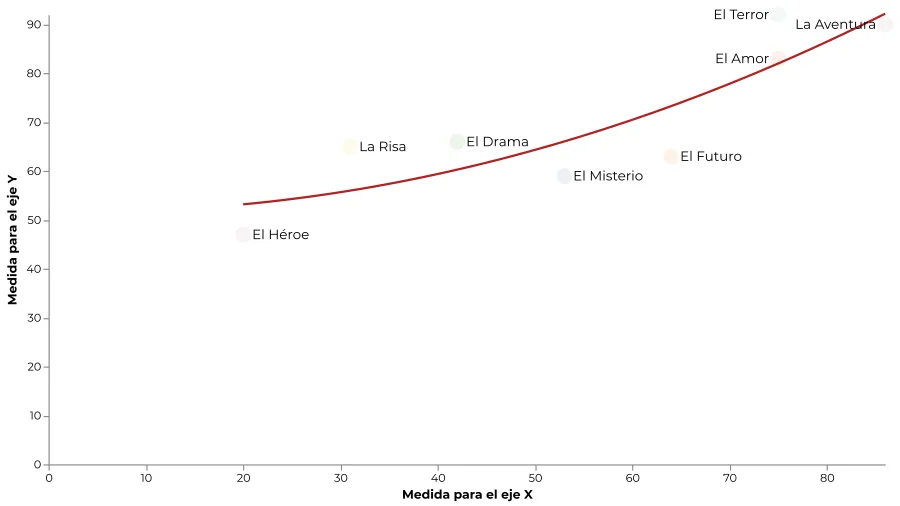 90
80
70
60
50
40
30
20
10
0
Medida para el eje Y
El Terror
La Aventura
El Amor
El Drama
La Risa
El Futuro
El Misterio
El Héroe
0
10
20
30
40
50
60
70
80
Medida para el eje X